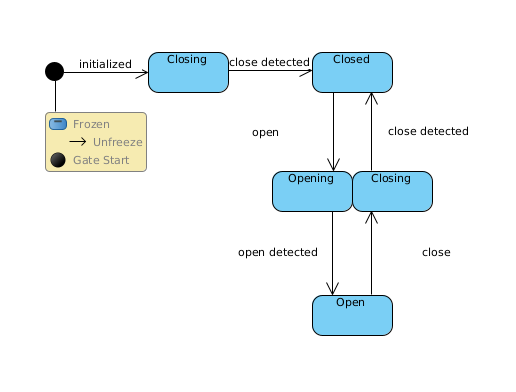 initialized
Closing
close detected
Closed
Frozen
Unfreeze
Gate Start
open
close detected
Opening
Closing
open detected
close
Open